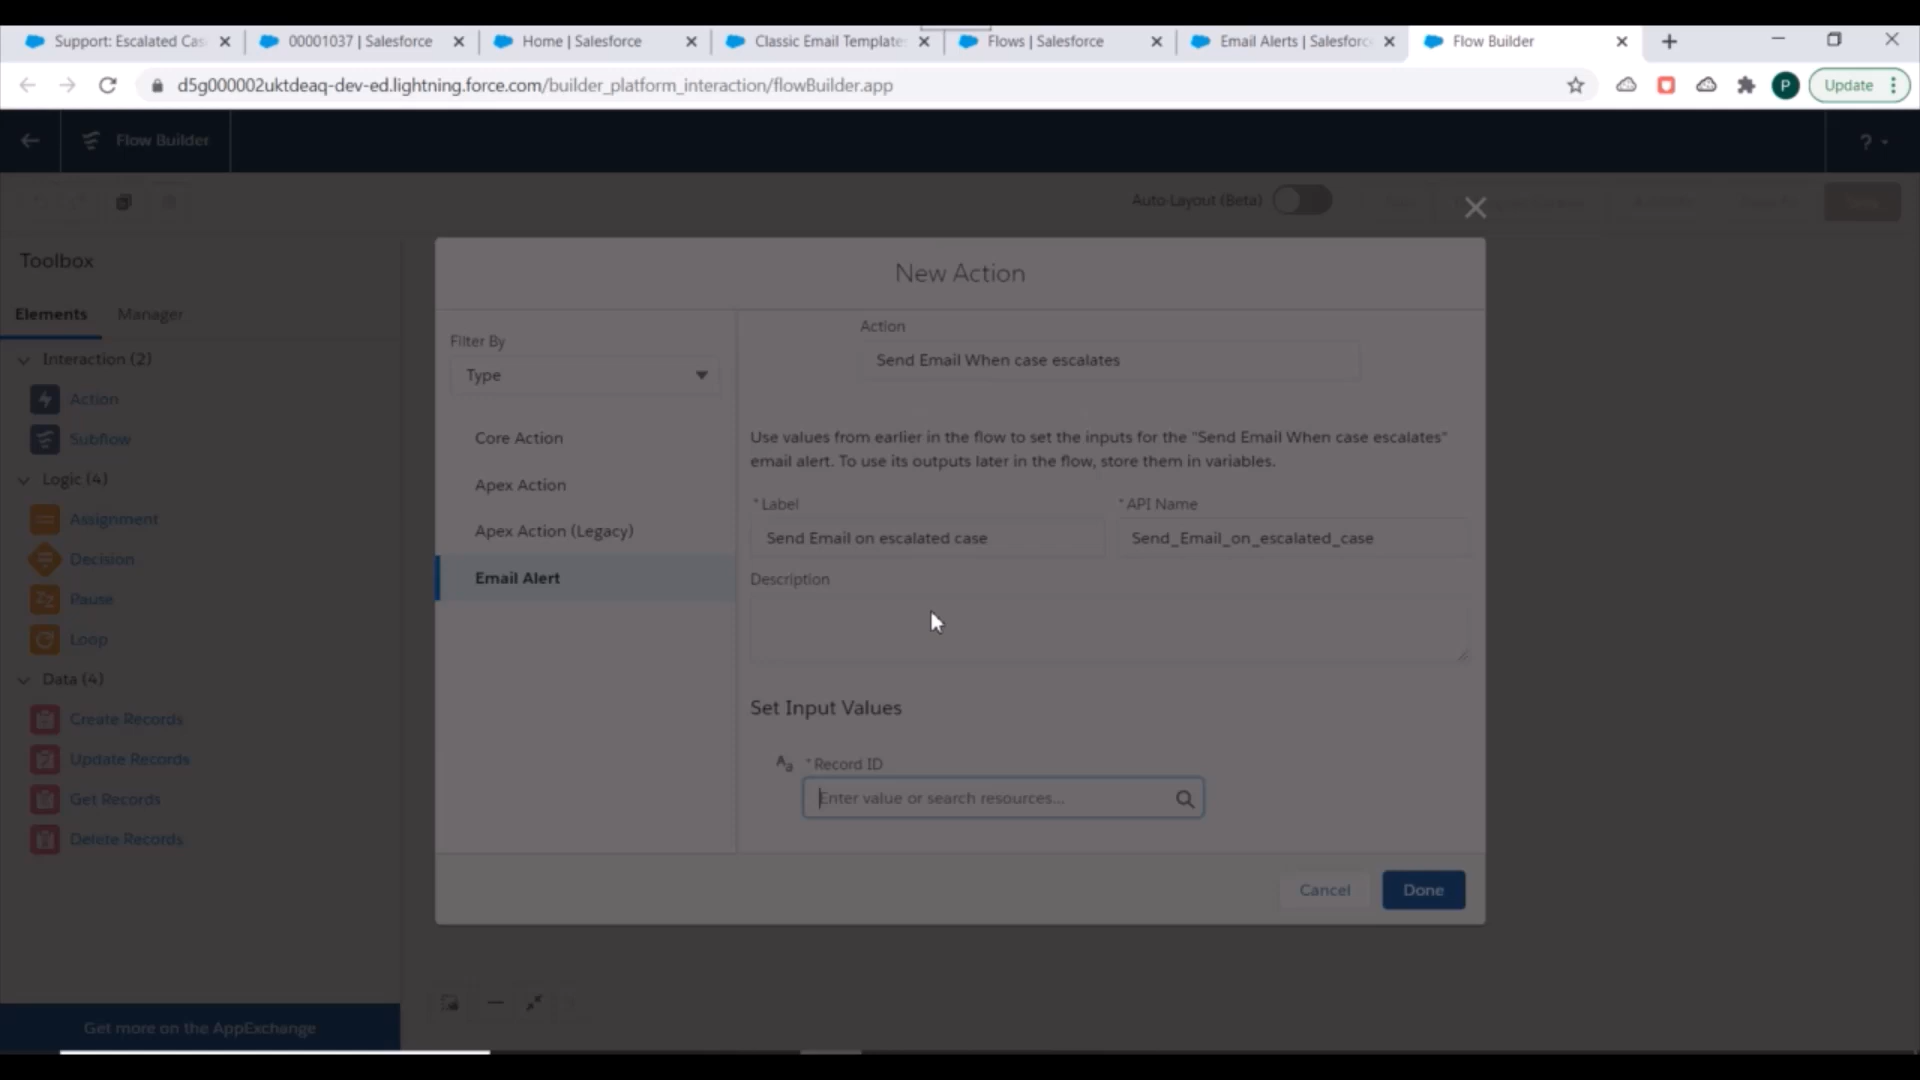 Support: Escalated Cas
00001037 | Salesforce
Home | Salesforce
Classic Email Template
Flows | Salesforce
Email Alerts | Salesforc
Flow Builder
d5g000002uktdeaq-dev-ed.lightning.force.com/builder_platform_interaction/flowBuilder.app
P
Update
Flow Builder
?
Auto Layout (Beta)
Toolbox
Elements
Manager
Interaction (2)
Action
Subflow
Logic (4)
Assignment
Decision
Pause
Loop
Data (4)
Create Records
Update Records
Get Records
Delete Records
Get more on the AppExchange
New Action
Filter By
Type
Core Action
Apex Action
Apex Action (Legacy)
Email Alert
Action
Send Email When case escalates
Use values from earlier in the flow to set the inputs for the "Send Email When case escalates"
email alert. To use its outputs later in the flow, store them in variables.
*Label
*API Name
Send Email on escalated case
Send_Email_on_escalated_case
Description
Set Input Values
Aa *Record ID
Enter value or search resources...
Cancel
Done